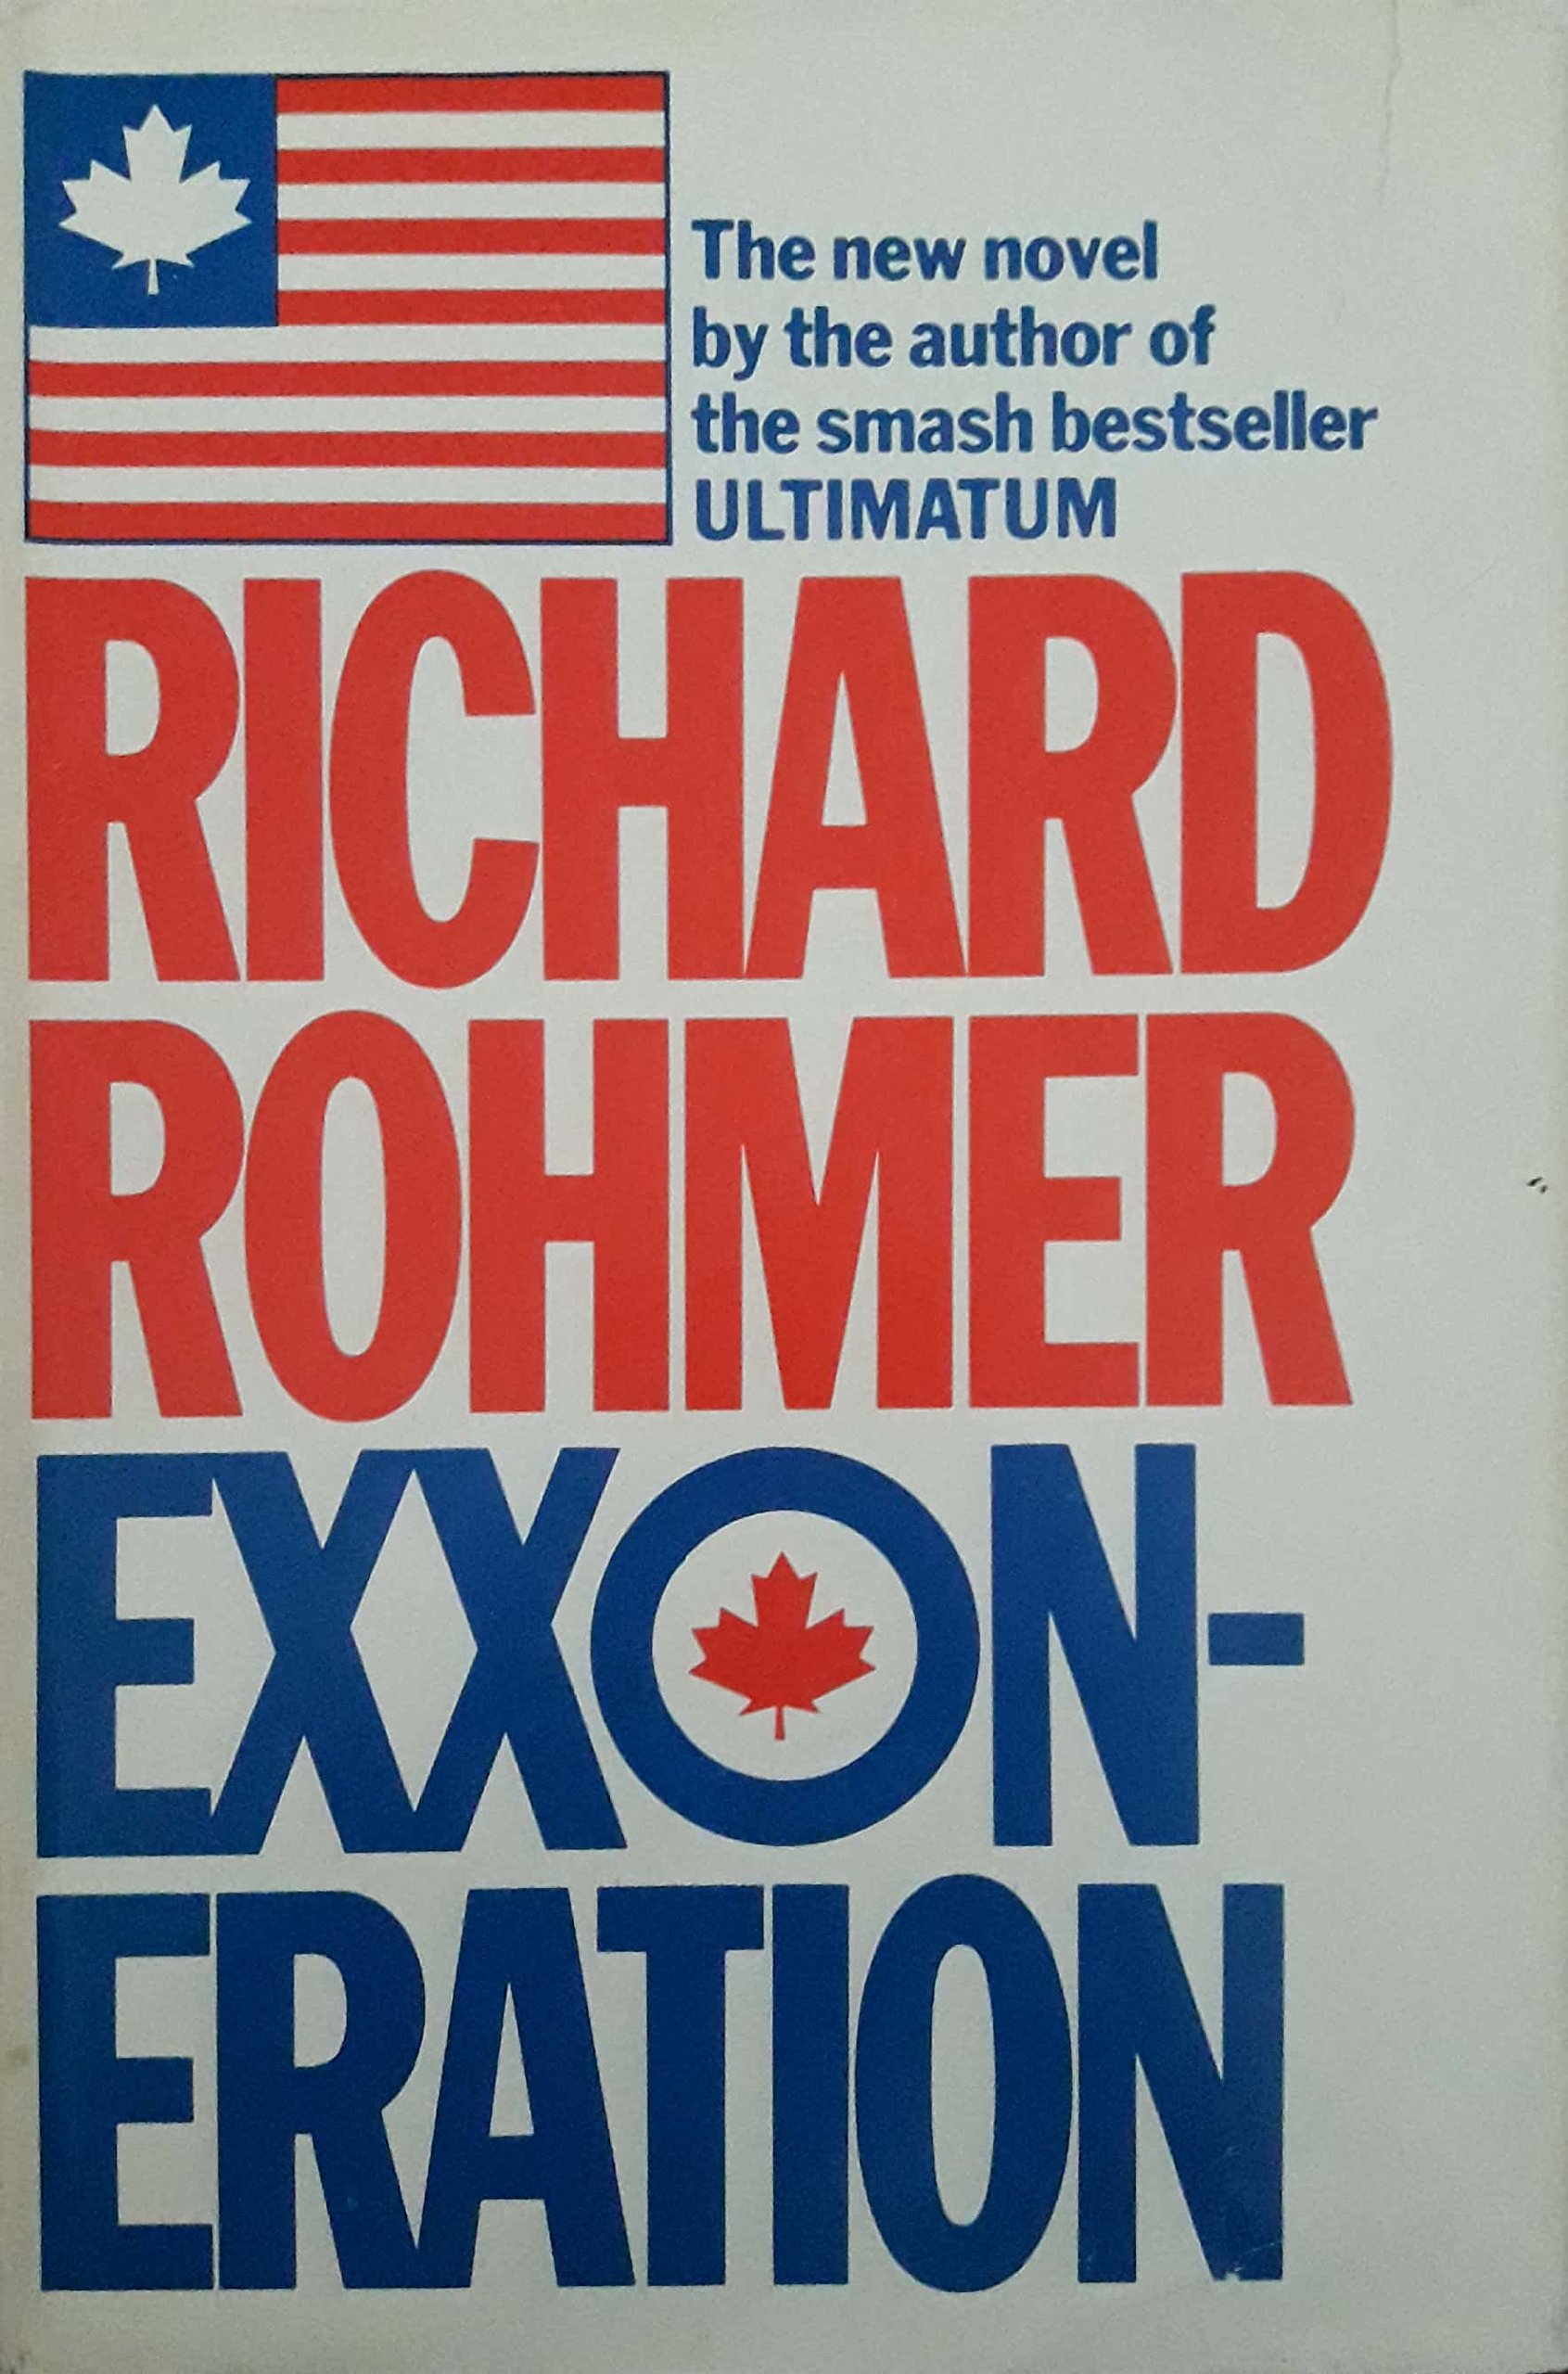 The new novel
by the author of
the smash bestseller
ULTIMATUM
RICHARD
ROHMER
EXXON-
ERATION